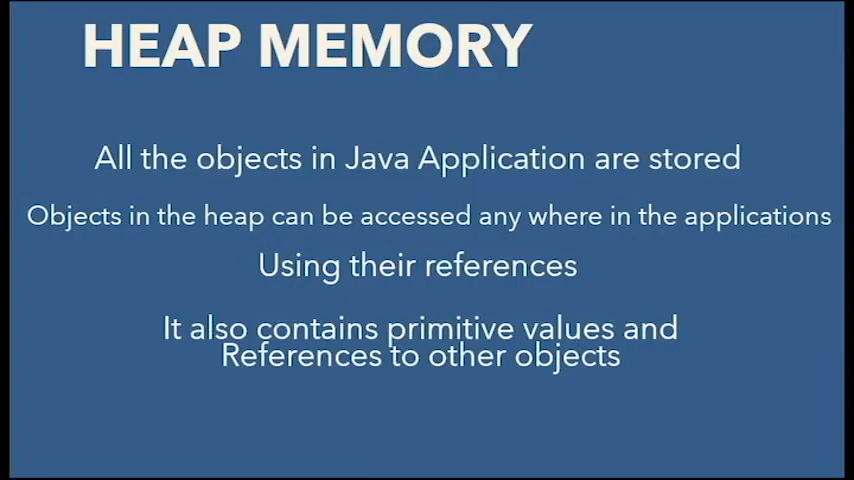 HEAP MEMORY
All the objects in Java Application are stored
Objects in the heap can be accessed any where in the applications
Using their references
It also contains primitive values and
References to other objects